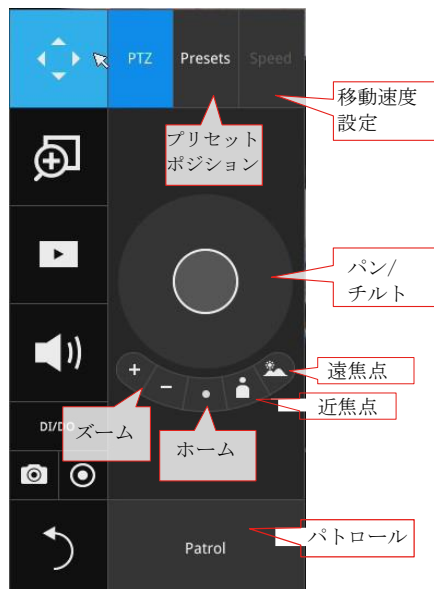 PTZ
Presets
Speed
移動速度
設定
プリセット
ポジション
パン/
チルト
遠焦点
近焦点
ズーム
ホーム
DI/DO
パトロール
Patrol